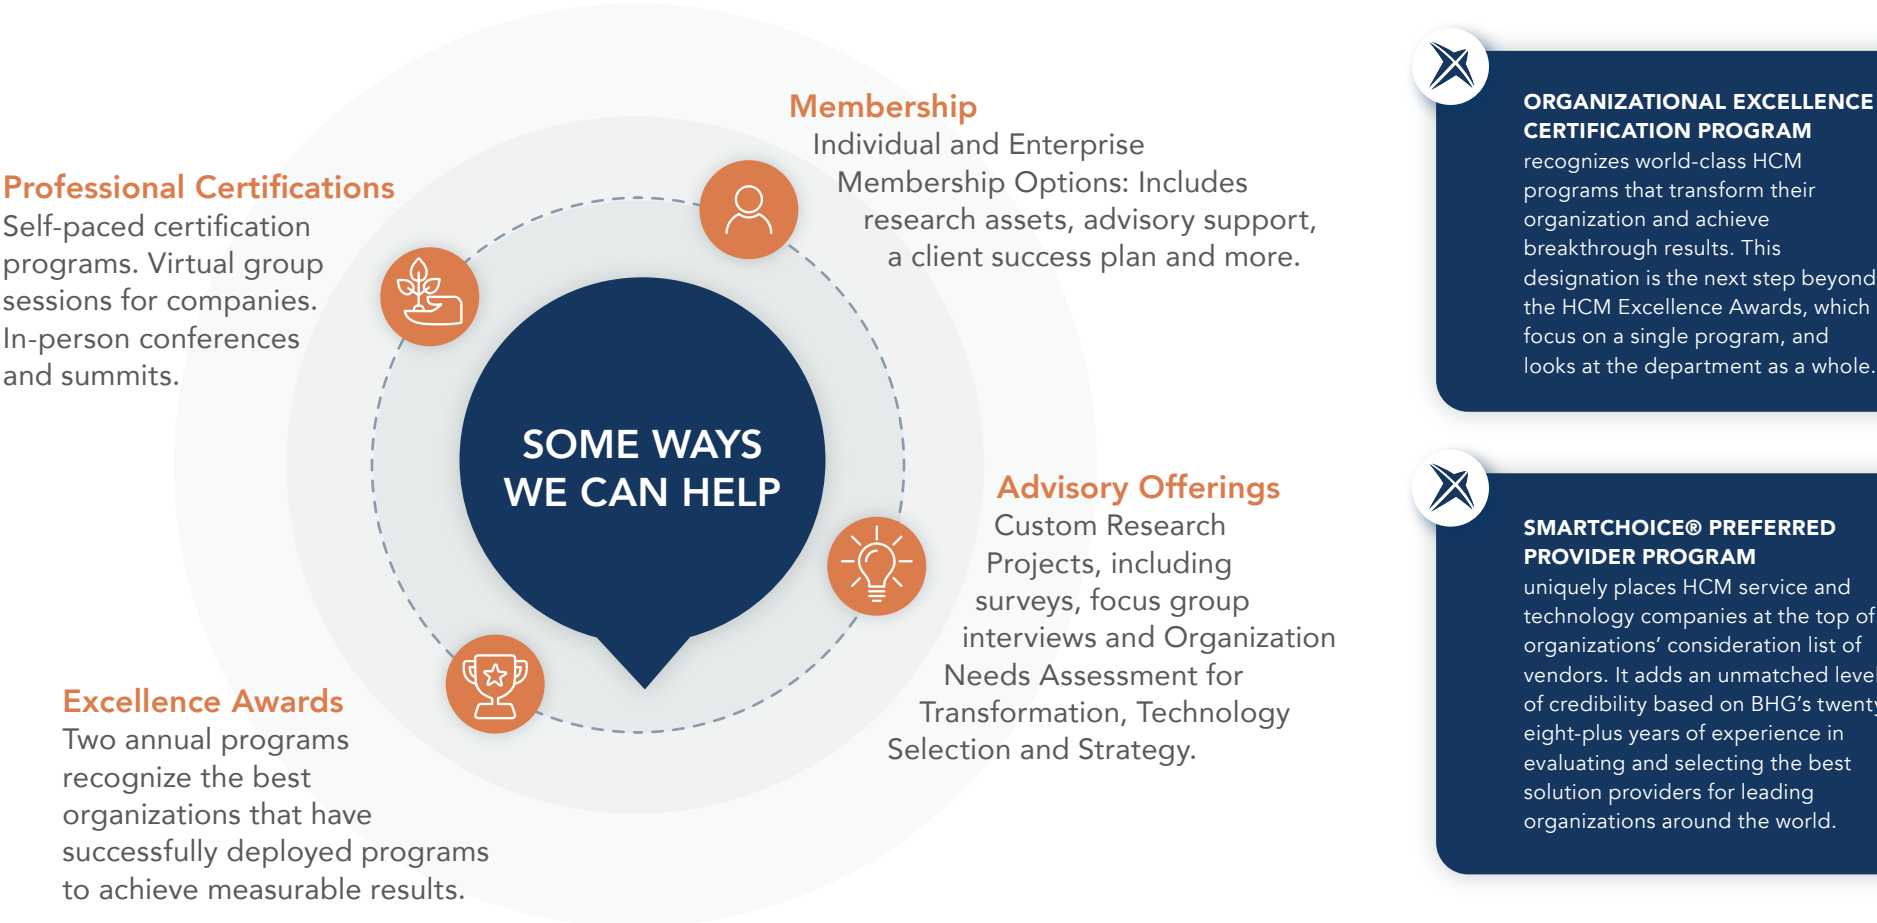 Membership
Individual and Enterprise
Membership Options: Includes
research assets, advisory support,
a client success plan and more.
Professional Certifications
Self-paced certification
programs. Virtual group
sessions for companies.
In-person conferences
and summits.
SOME WAYS
WE CAN HELP
Advisory Offerings
Custom Research
Projects, including
surveys, focus group
interviews and Organization
Needs Assessment for
Transformation, Technology
Selection and Strategy.
Excellence Awards
Two annual programs
recognize the best
organizations that have
successfully deployed programs
to achieve measurable results.
ORGANIZATIONAL EXCELLENCE
CERTIFICATION PROGRAM
recognizes world-class HCM
programs that transform their
organization and achieve
breakthrough results. This
designation is the next step beyond
the HCM Excellence Awards, which
focus on a single program, and
looks at the department as a whole.
SMARTCHOICE® PREFERRED
PROVIDER PROGRAM
uniquely places HCM service and
technology companies at the top of
organizations’ consideration list of
vendors. It adds an unmatched level
of credibility based on BHG’s twenty
eight-plus years of experience in
evaluating and selecting the best
solution providers for leading
organizations around the world.